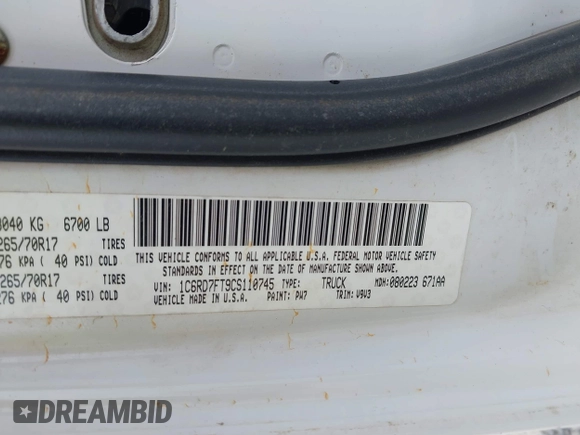 3040 KG 6700 LB
265/70R17 TIRES
76 KPA ( 40 PSI) COLD
265/70R17 TIRES
276 KPA ( 40 PSI) COLD
THIS VEHICLE CONFORMS TO ALL APPLICABLE U.S.A. FEDERAL MOTOR VEHICLE SAFETY
STANDARDS IN EFFECT ON THE DATE OF MANUFACTURE SHOWN ABOVE.
VIN: 1C6RD7FT9CS110745 TYPE: TRUCK MDH: 080223 671AA
VEHICLE MADE IN U.S.A. PAINT: PW7 TRIM: V9V3
DREAMBID